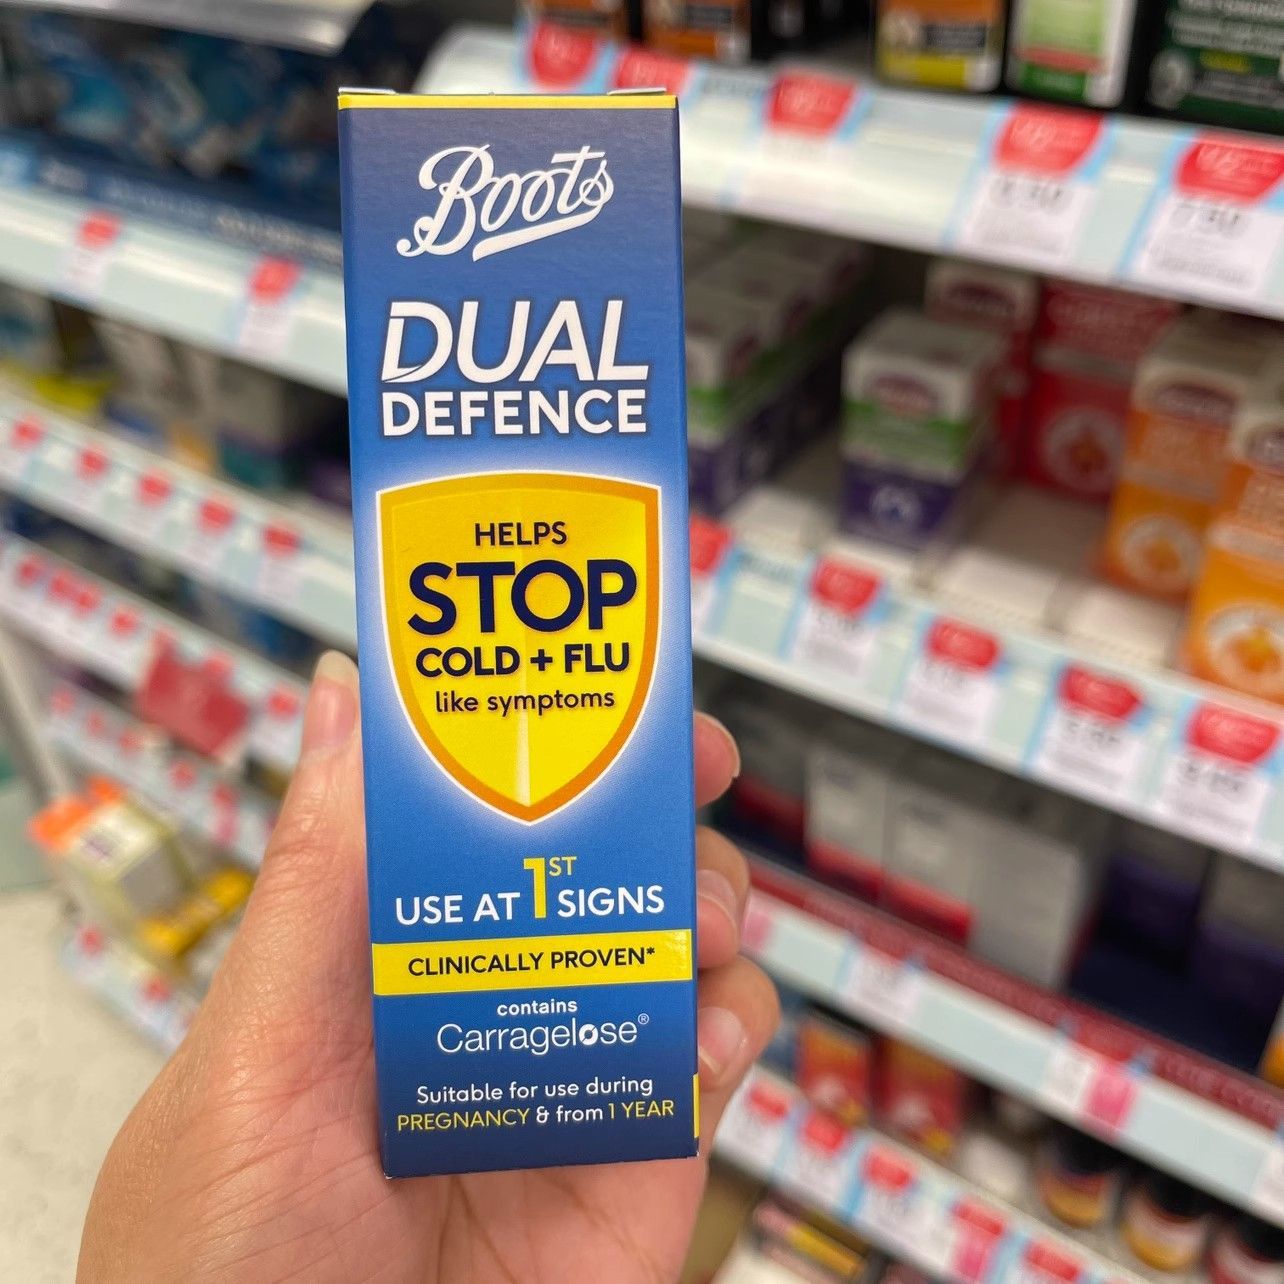 Boots
DUAL
DEFENCE
HELPS
STOP
COLD + FLU
like symptoms
USE AT 1ST SIGNS
CLINICALLY PROVEN*
contains
Carragelose®
Suitable for use during
PREGNANCY & from 1 YEAR